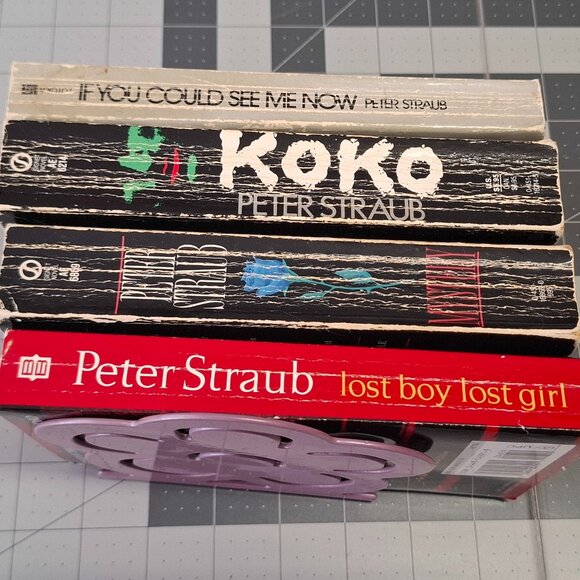 IF YOU COULD SEE ME NOW PETER STRAUB
KOKO
PETER STRAUB
PETER
STRAUB
MYSTERY
Peter Straub lost boy lost girl